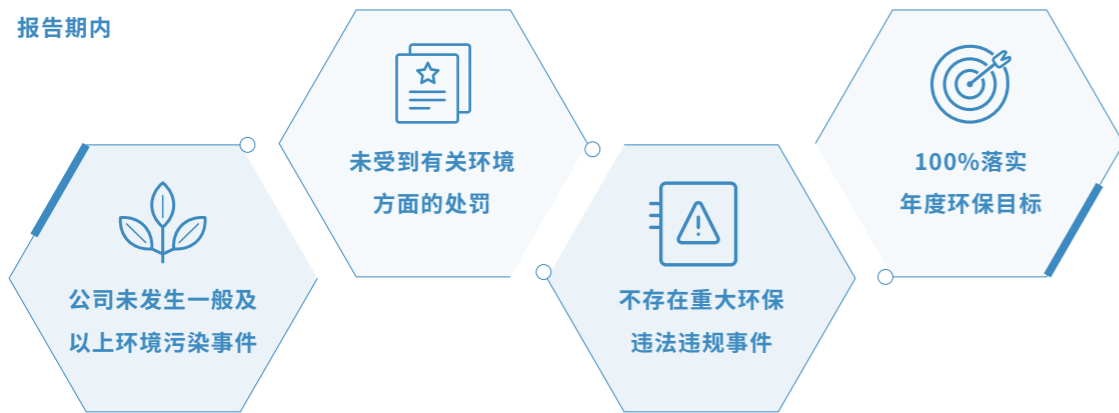 报告期内
公司未发生一般及
以上环境污染事件
未受到有关环境
方面的处罚
不存在重大环保
违法违规事件
100%落实
年度环保目标